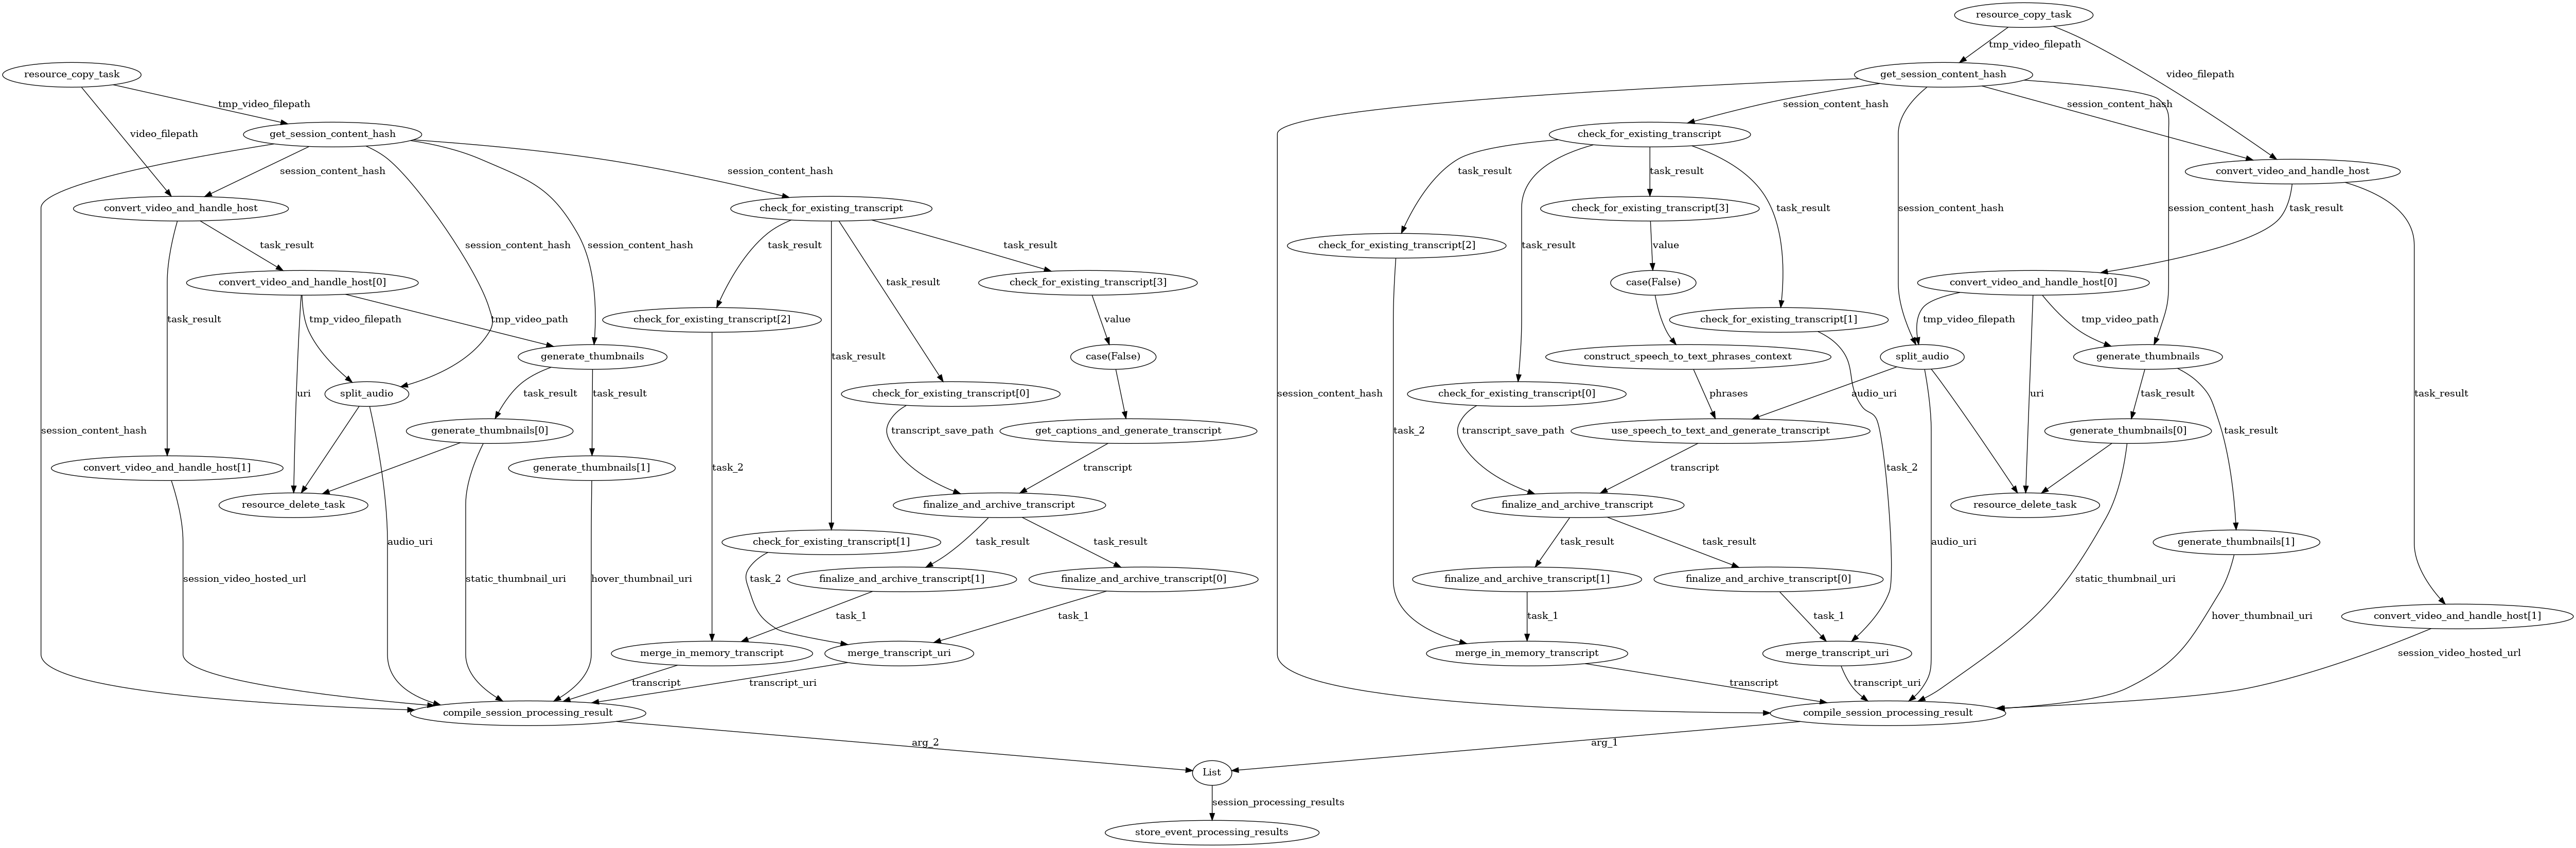 resource_copy_task
tmp_video_filepath
resource_copy_task
get_session_content_hash
tmp_video_filepath
video_filepath
video_filepath
get_session_content_hash
check_for_existing_transcript
session_content_hash
session_content_hash
session_content_hash
session_content_hash
task_result
task_result
convert_video_and_handle_host
convert_video_and_handle_host
check_for_existing_transcript
check_for_existing_transcript[3]
task_result
session_content_hash
session_content_hash
task_result
task_result
session_content_hash
session_content_hash
task_result
task_result
check_for_existing_transcript[2]
task_result
value
convert_video_and_handle_host[0]
task_result
check_for_existing_transcript[3]
case(False)
convert_video_and_handle_host[0]
task_result
tmp_video_filepath
tmp_video_path
check_for_existing_transcript[2]
value
check_for_existing_transcript[1]
tmp_video_filepath
tmp_video_path
generate_thumbnails
task_result
case(False)
construct_speech_to_text_phrases_context
split_audio
generate_thumbnails
uri
split_audio
task_result
task_result
check_for_existing_transcript[0]
session_content_hash
check_for_existing_transcript[0]
phrases
audio_uri
uri
task_result
task_result
session_content_hash
generate_thumbnails[0]
transcript_save_path
get_captions_and_generate_transcript
task_2
transcript_save_path
use_speech_to_text_and_generate_transcript
generate_thumbnails[0]
task_result
convert_video_and_handle_host[1]
generate_thumbnails[1]
task_2
transcript
transcript
task_2
resource_delete_task
finalize_and_archive_transcript
finalize_and_archive_transcript
resource_delete_task
audio_uri
check_for_existing_transcript[1]
task_result
task_result
task_result
task_result
audio_uri
generate_thumbnails[1]
session_video_hosted_url
static_thumbnail_uri
hover_thumbnail_uri
task_2
finalize_and_archive_transcript[1]
finalize_and_archive_transcript[0]
finalize_and_archive_transcript[1]
finalize_and_archive_transcript[0]
static_thumbnail_uri
task_1
task_1
task_1
task_1
hover_thumbnail_uri
convert_video_and_handle_host[1]
merge_in_memory_transcript
merge_transcript_uri
merge_in_memory_transcript
merge_transcript_uri
session_video_hosted_url
transcript
transcript_uri
transcript
transcript_uri
compile_session_processing_result
compile_session_processing_result
arg_2
arg_1
List
session_processing_results
store_event_processing_results